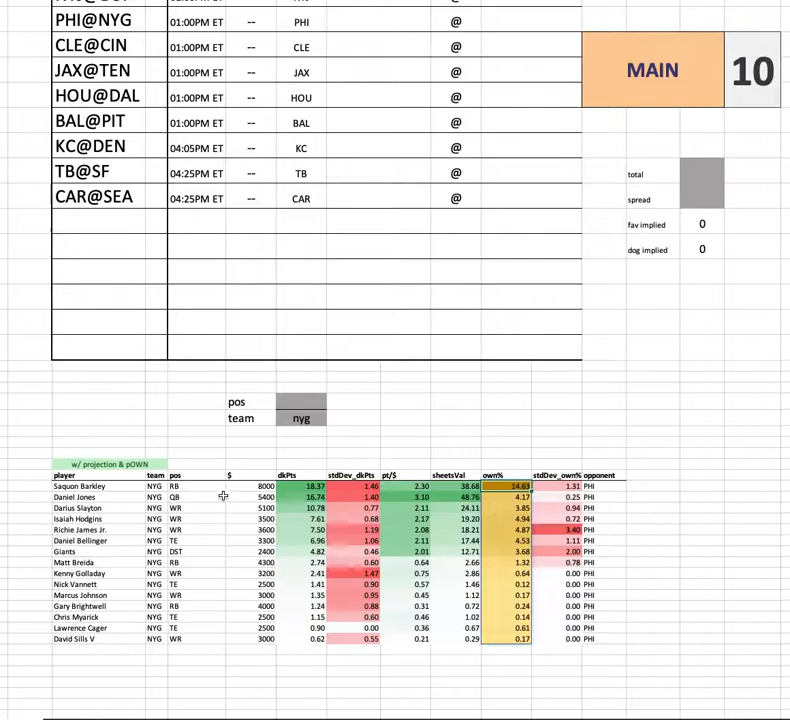 PHI@NYG 01:00PM ET -- PHI @
CLE@CIN 01:00PM ET -- CLE @
MAIN 10
JAX@TEN 01:00PM ET -- JAX @
HOU@DAL 01:00PM ET -- HOU @
BAL@PIT 01:00PM ET -- BAL @
KC@DEN 04:05PM ET -- KC @
TB@SF 04:25PM ET -- TB @
total
CAR@SEA 04:25PM ET -- CAR @
spread
fav implied 0
dog implied 0
pos
team nyg
w/ projection & pOWN
player team pos $ dkPts stdDev_dkPts pt/$ sheetsVal own% stdDev_own% opponent
Saquon Barkley NYG RB 8000 18.37 1.46 2.30 38.68 14.63 1.31 PHI
Daniel Jones NYG QB 5400 16.74 1.40 3.10 48.76 4.17 0.25 PHI
Darius Slayton NYG WR 5100 10.78 0.77 2.11 24.11 3.85 0.94 PHI
Isaiah Hodgins NYG WR 3500 7.61 0.68 2.17 19.20 4.94 0.72 PHI
Richie James Jr. NYG WR 3600 7.50 1.19 2.08 18.21 4.87 3.40 PHI
Daniel Bellinger NYG TE 3300 6.96 1.06 2.11 17.44 4.53 1.11 PHI
Giants NYG DST 2400 4.82 0.46 2.01 12.71 3.68 2.00 PHI
Matt Breida NYG RB 4300 2.74 0.60 0.64 2.66 1.32 0.78 PHI
Kenny Golladay NYG WR 3200 2.41 1.47 0.75 2.86 0.64 0.00 PHI
Nick Vannett NYG TE 2500 1.41 0.90 0.57 1.46 0.12 0.00 PHI
Marcus Johnson NYG WR 3000 1.35 0.95 0.45 1.12 0.17 0.00 PHI
Gary Brightwell NYG RB 4000 1.24 0.88 0.31 0.72 0.24 0.00 PHI
Chris Myarick NYG TE 2500 1.15 0.60 0.46 1.02 0.14 0.00 PHI
Lawrence Cager NYG TE 2500 0.90 0.00 0.36 0.67 0.61 0.00 PHI
David Sills V NYG WR 3000 0.62 0.55 0.21 0.29 0.17 0.00 PHI